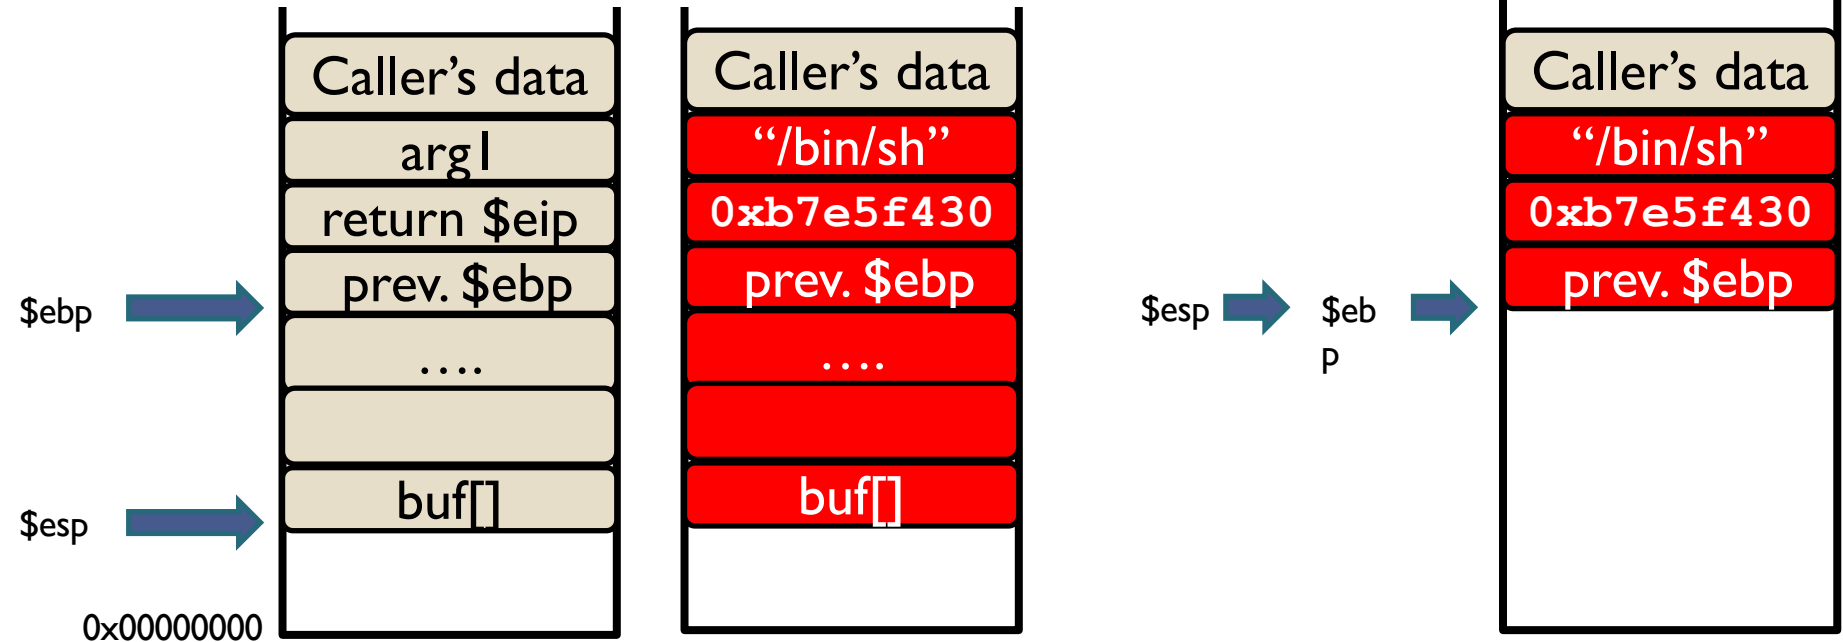 Caller’s data
arg1
return $eip
prev. $ebp
....
buf[]
$ebp
$esp
0x00000000
Caller’s data
“/bin/sh”
0xb7e5f430
prev. $ebp
....
buf[]
$esp
$eb
p
Caller’s data
“/bin/sh”
0xb7e5f430
prev. $ebp